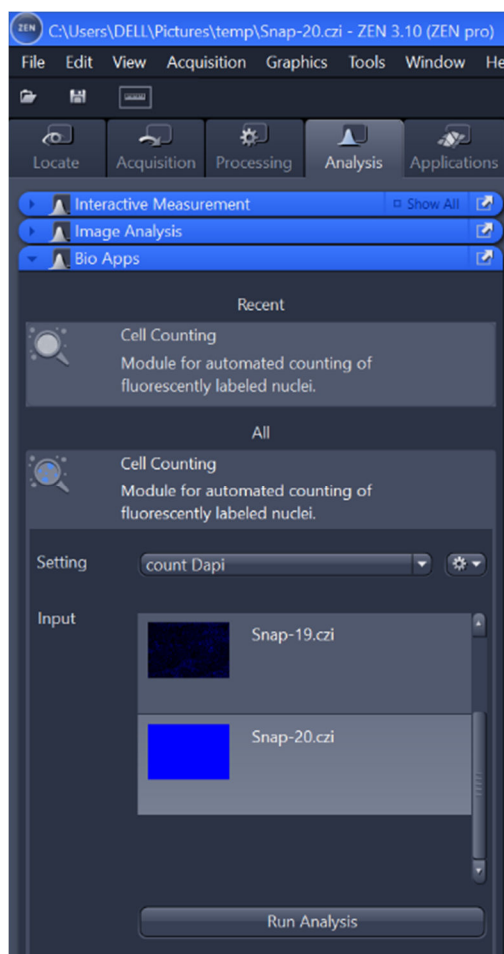 ZEN C:\Users\DELL\Pictures\temp\Snap-20.czi - ZEN 3.10 (ZEN pro)
File Edit View Acquisition Graphics Tools Window He
Locate Acquisition Processing Analysis Applications
Interactive Measurement Show All
Image Analysis
Bio Apps
Recent
Cell Counting
Module for automated counting of
fluorescently labeled nuclei.
All
Cell Counting
Module for automated counting of
fluorescently labeled nuclei.
Setting count Dapi
Input
Snap-19.czi
Snap-20.czi
Run Analysis